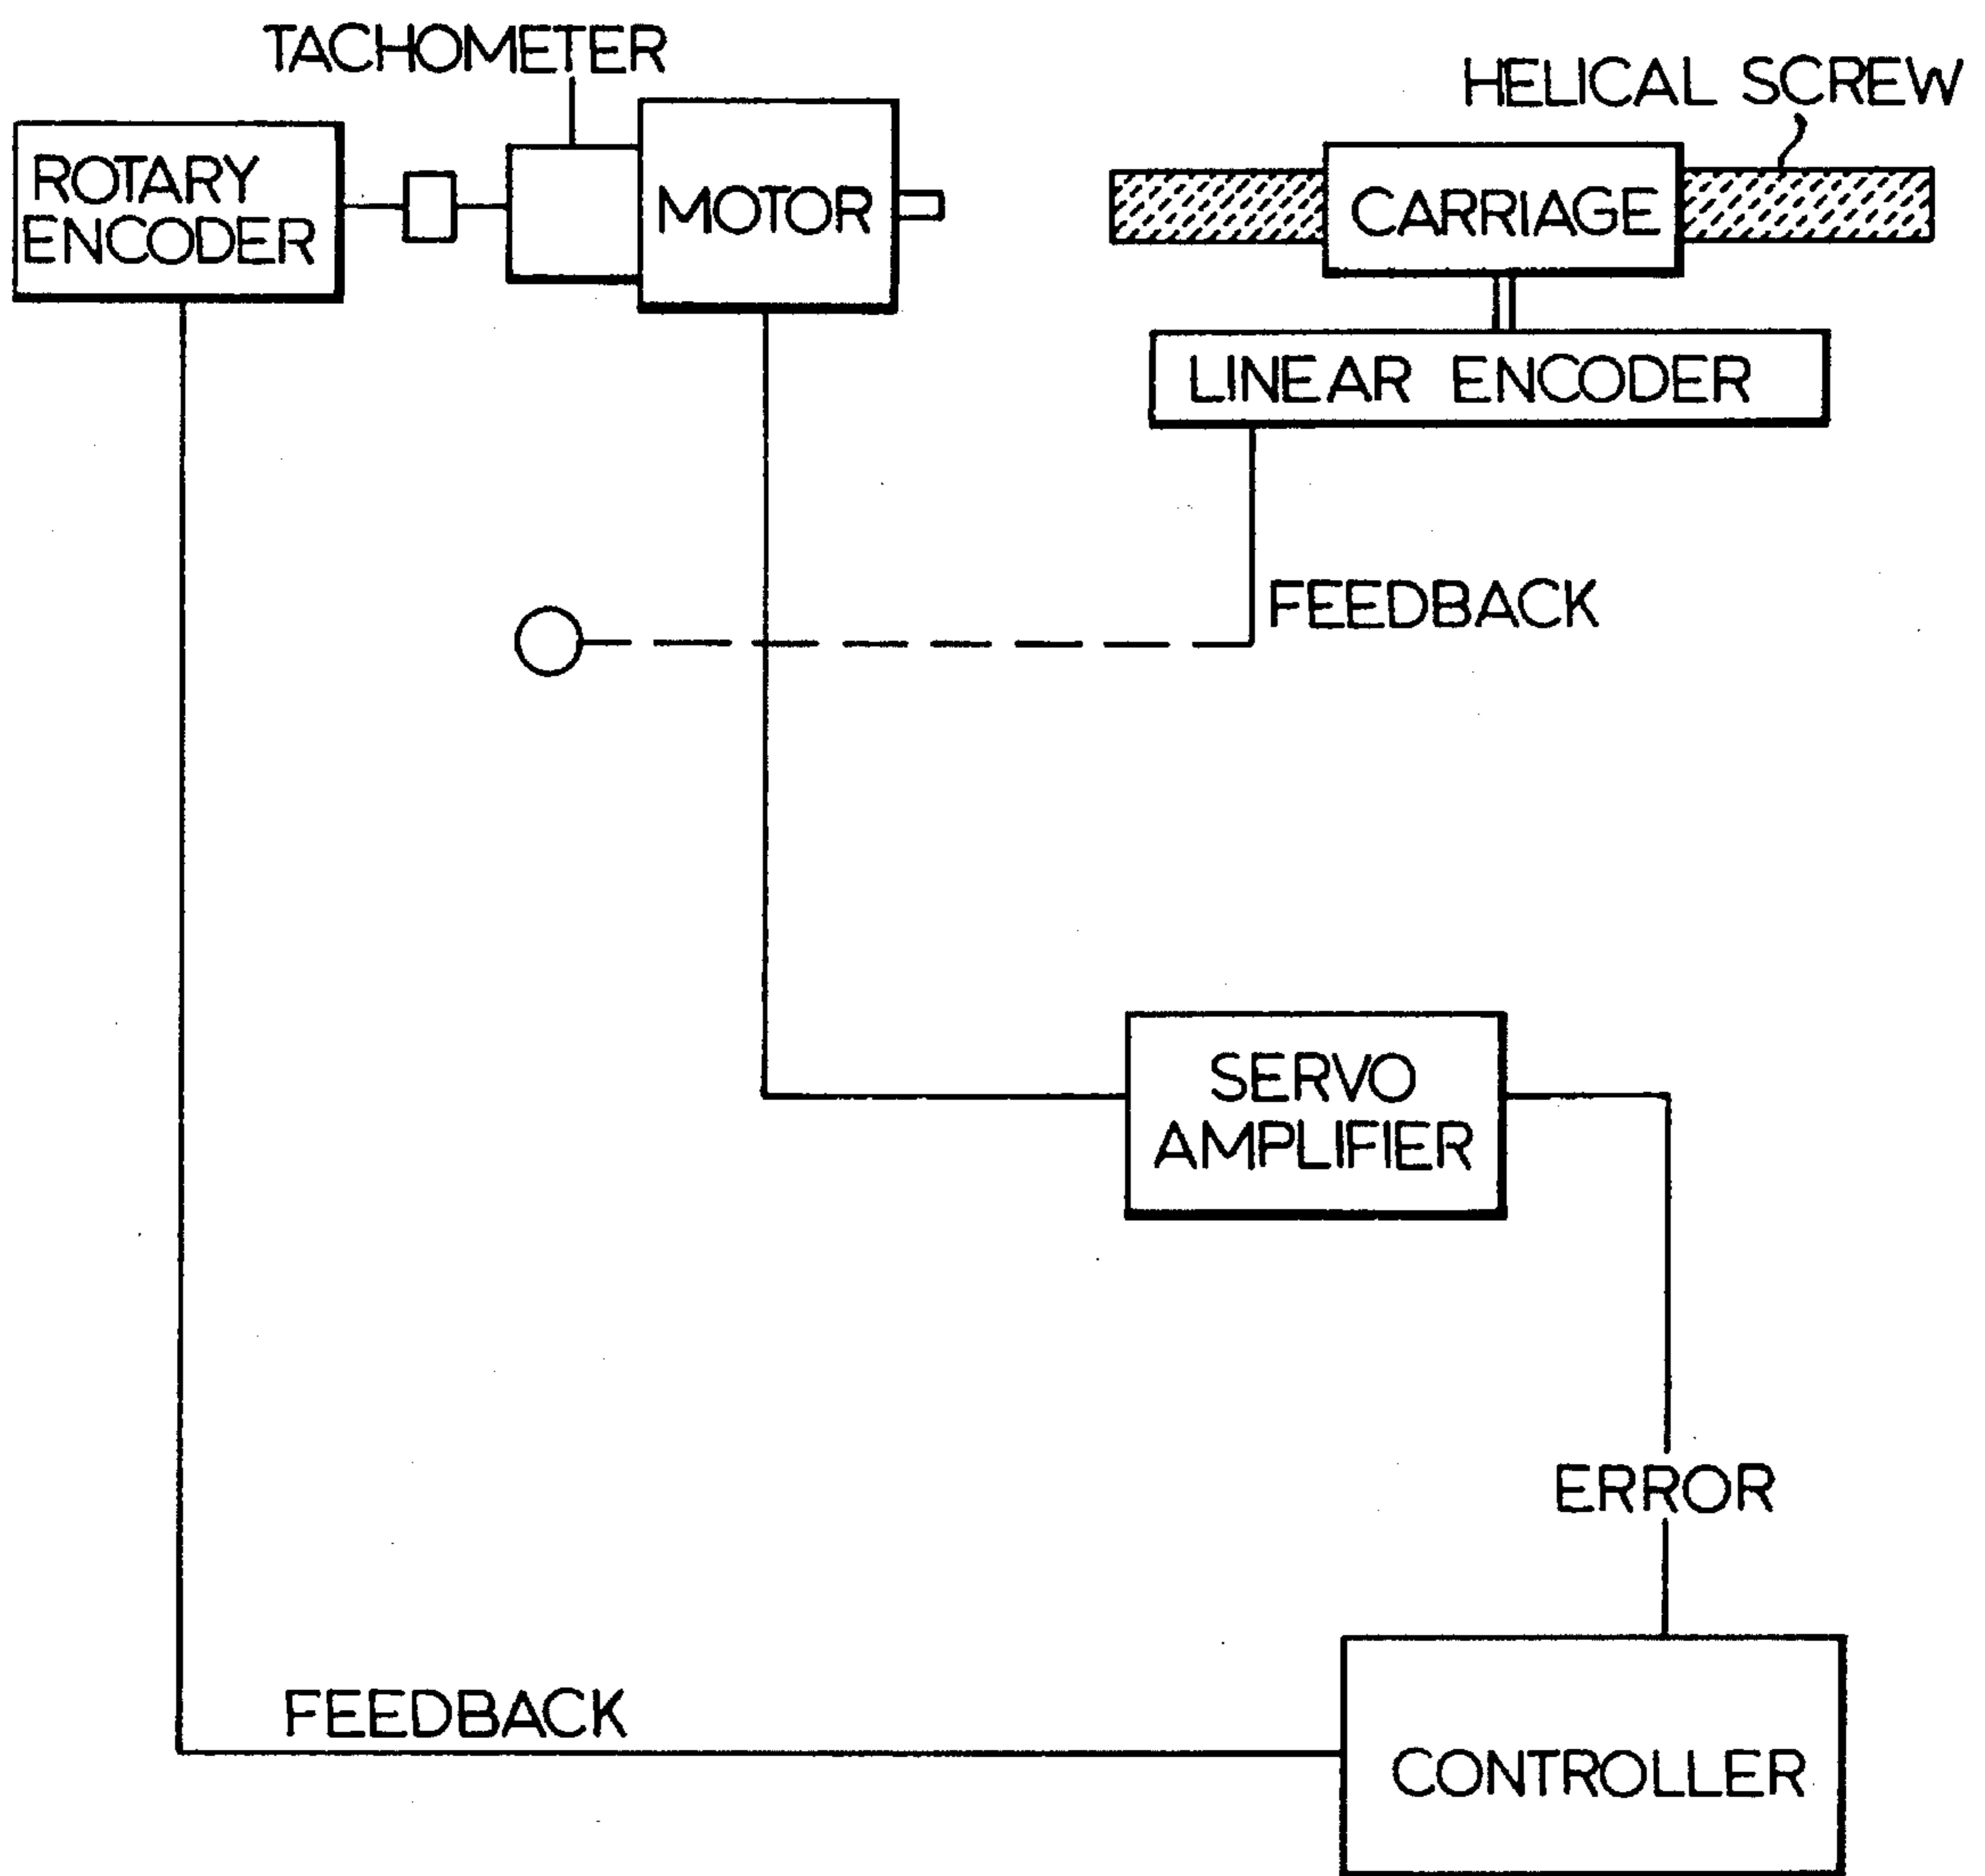 TACHOMETER
HELICAL SCREW
ROTARY
ENCODER
MOTOR
CARRIAGE
LINEAR ENCODER
FEEDBACK
SERVO
AMPLIFIER
ERROR
FEEDBACK
CONTROLLER